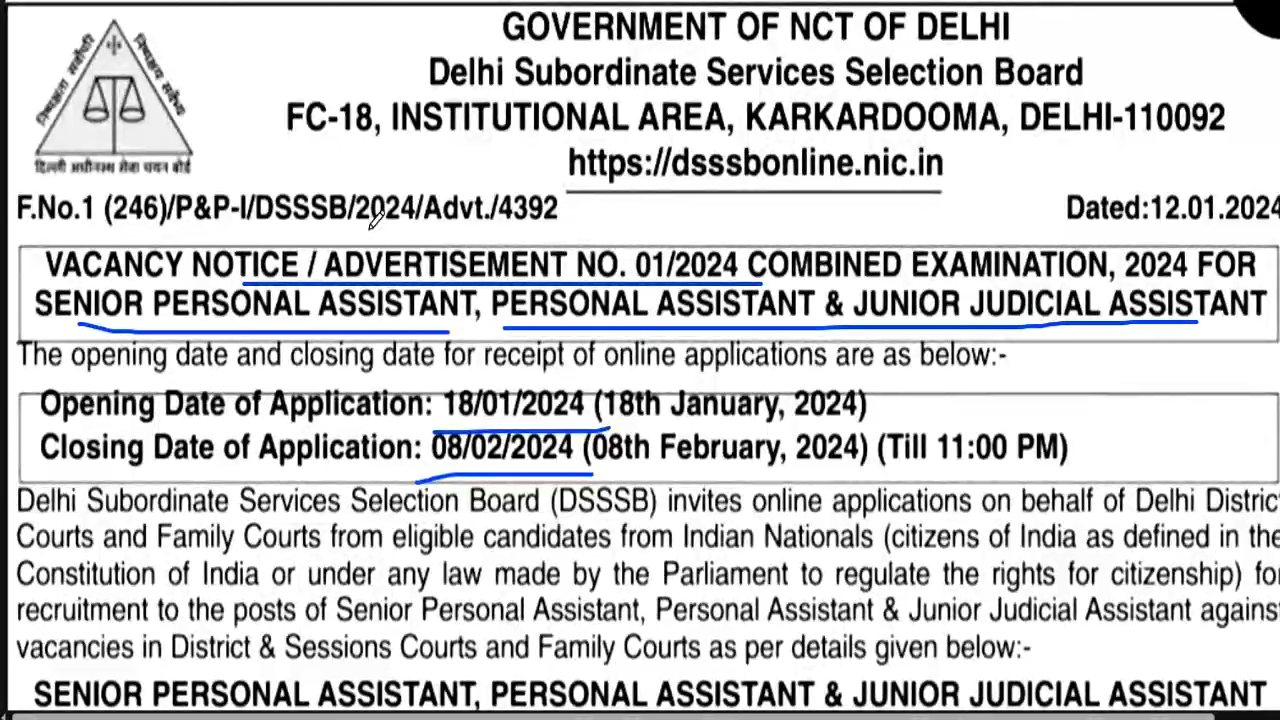 GOVERNMENT OF NCT OF DELHI
Delhi Subordinate Services Selection Board
FC-18, INSTITUTIONAL AREA, KARKARDOOMA, DELHI-110092
https://dsssbonline.nic.in
दिल्ली अधीनस्थ सेवा चयन बोर्ड
F.No.1 (246)/P&P-I/DSSSB/2024/Advt./4392 Dated:12.01.2024
VACANCY NOTICE / ADVERTISEMENT NO. 01/2024 COMBINED EXAMINATION, 2024 FOR
SENIOR PERSONAL ASSISTANT, PERSONAL ASSISTANT & JUNIOR JUDICIAL ASSISTANT
The opening date and closing date for receipt of online applications are as below:-
Opening Date of Application: 18/01/2024 (18th January, 2024)
Closing Date of Application: 08/02/2024 (08th February, 2024) (Till 11:00 PM)
Delhi Subordinate Services Selection Board (DSSSB) invites online applications on behalf of Delhi Distric
Courts and Family Courts from eligible candidates from Indian Nationals (citizens of India as defined in the
Constitution of India or under any law made by the Parliament to regulate the rights for citizenship) for
recruitment to the posts of Senior Personal Assistant, Personal Assistant & Junior Judicial Assistant agains
vacancies in District & Sessions Courts and Family Courts as per details given below:-
SENIOR PERSONAL ASSISTANT, PERSONAL ASSISTANT & JUNIOR JUDICIAL ASSISTANT